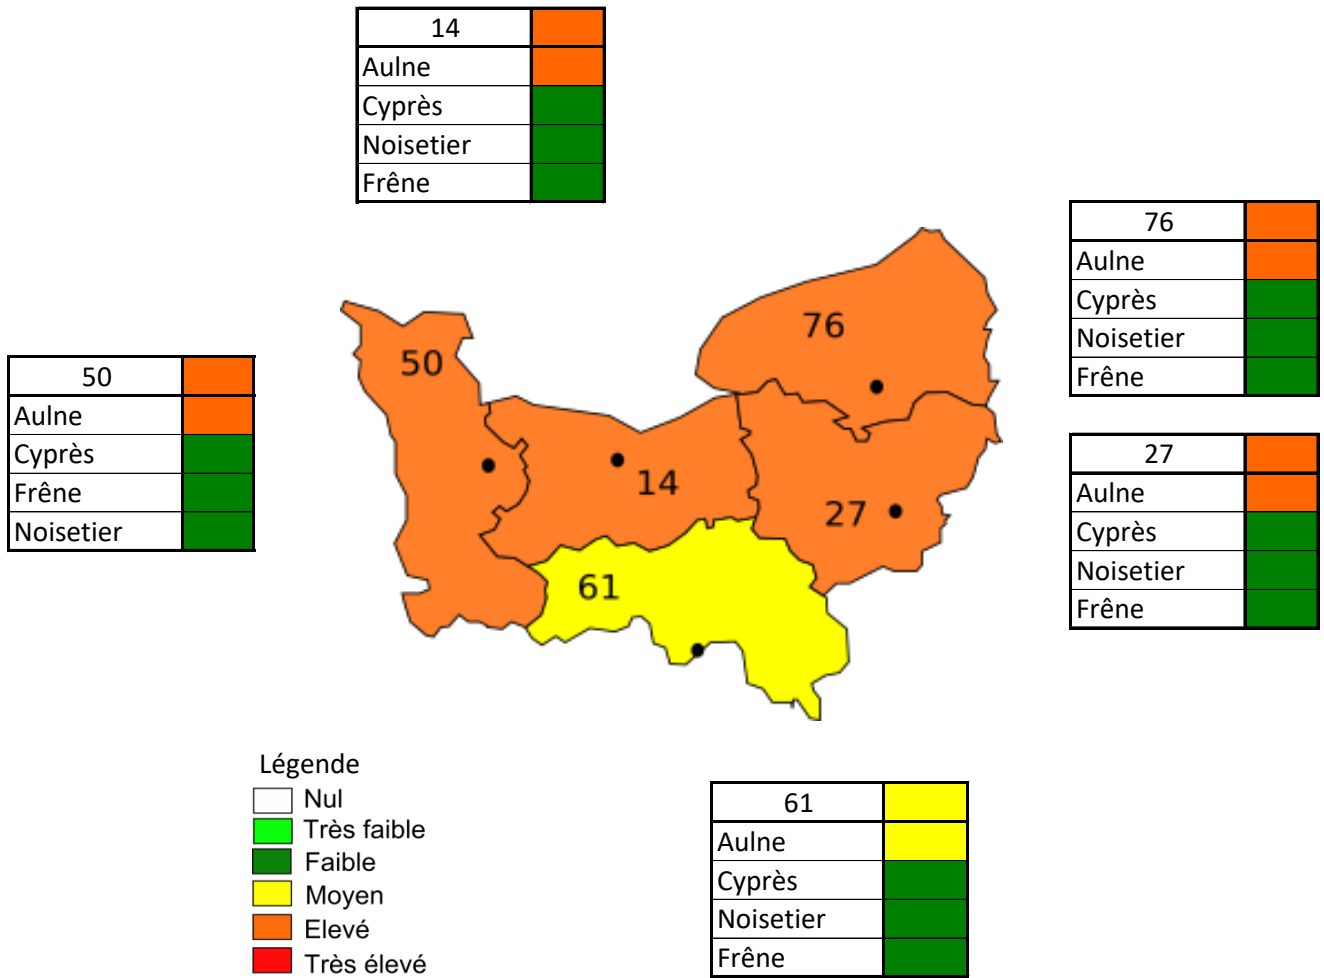 14
Aulne
Cyprès
Noisetier
Frêne
76
Aulne
Cyprès
Noisetier
Frêne
50
Aulne
Cyprès
Frêne
Noisetier
27
Aulne
Cyprès
Noisetier
Frêne
76
50
14
27
61
Légende
Nul
Très faible
Faible
Moyen
Elevé
Très élevé
61
Aulne
Cyprès
Noisetier
Frêne